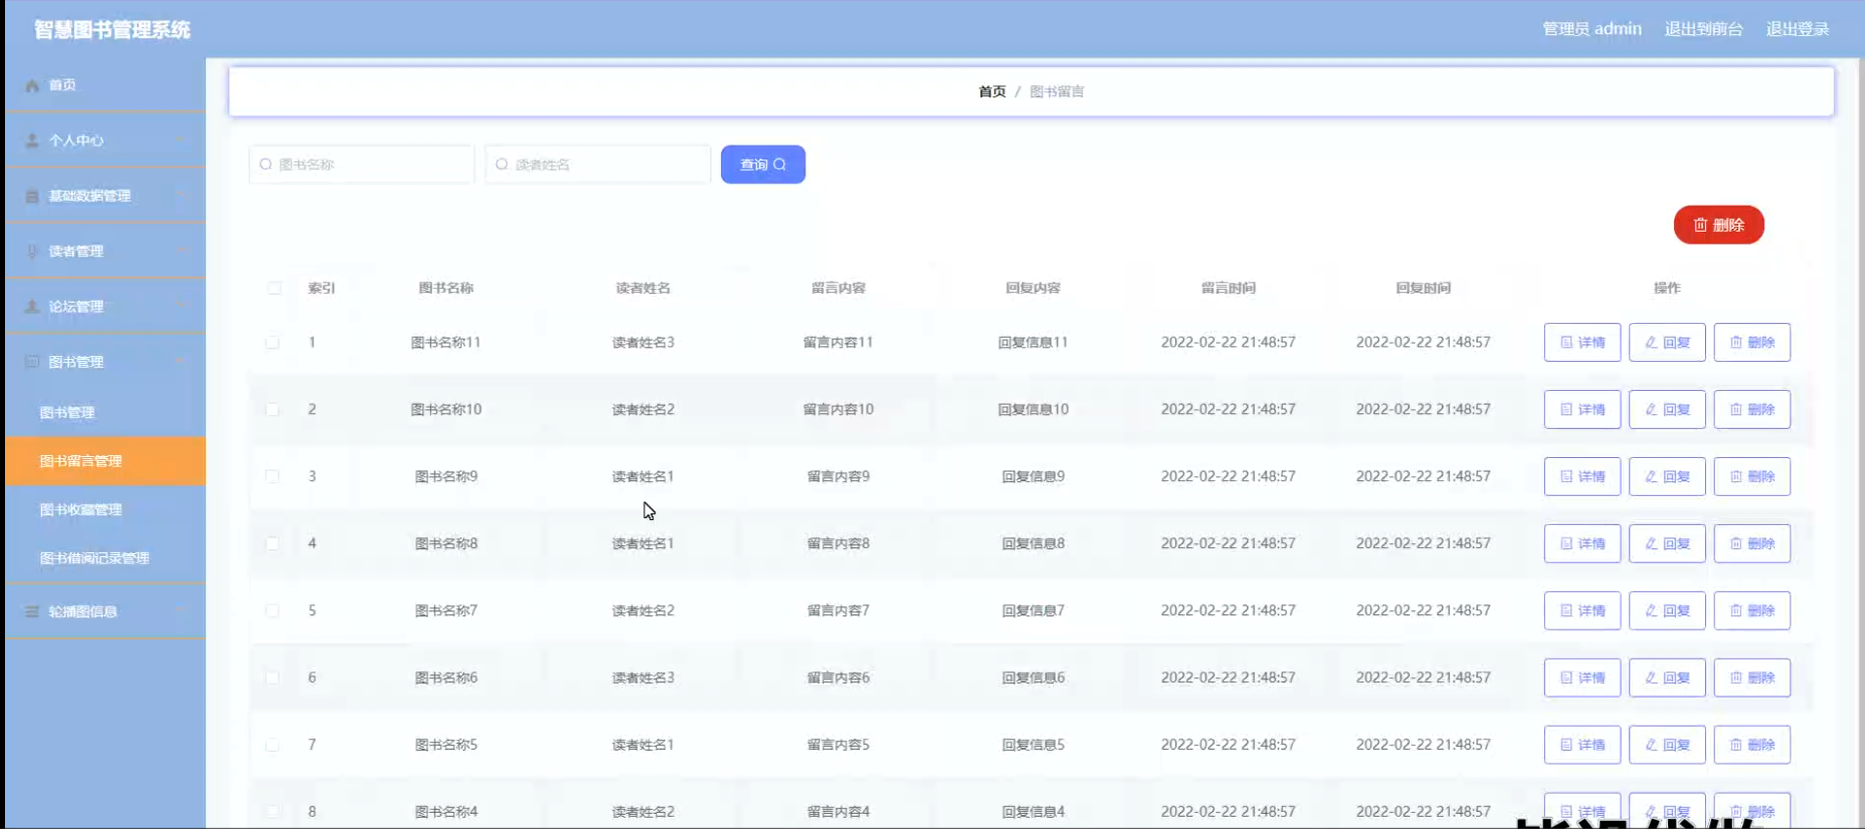 智慧图书管理系统
管理员 admin 退出到前台 退出登录
首页
个人中心
基础数据管理
读者管理
论坛管理
图书管理
图书管理
图书留言管理
图书收藏管理
图书借阅记录管理
轮播图信息
首页 / 图书留言
图书名称 读者姓名 查询
删除
索引 图书名称 读者姓名 留言内容 回复内容 留言时间 回复时间 操作
1 图书名称11 读者姓名3 留言内容11 回复信息11 2022-02-22 21:48:57 2022-02-22 21:48:57 详情 回复 删除
2 图书名称10 读者姓名2 留言内容10 回复信息10 2022-02-22 21:48:57 2022-02-22 21:48:57 详情 回复 删除
3 图书名称9 读者姓名1 留言内容9 回复信息9 2022-02-22 21:48:57 2022-02-22 21:48:57 详情 回复 删除
4 图书名称8 读者姓名1 留言内容8 回复信息8 2022-02-22 21:48:57 2022-02-22 21:48:57 详情 回复 删除
5 图书名称7 读者姓名2 留言内容7 回复信息7 2022-02-22 21:48:57 2022-02-22 21:48:57 详情 回复 删除
6 图书名称6 读者姓名3 留言内容6 回复信息6 2022-02-22 21:48:57 2022-02-22 21:48:57 详情 回复 删除
7 图书名称5 读者姓名1 留言内容5 回复信息5 2022-02-22 21:48:57 2022-02-22 21:48:57 详情 回复 删除
8 图书名称4 读者姓名2 留言内容4 回复信息4 2022-02-22 21:48:57 2022-02-22 21:48:57 详情 回复 删除